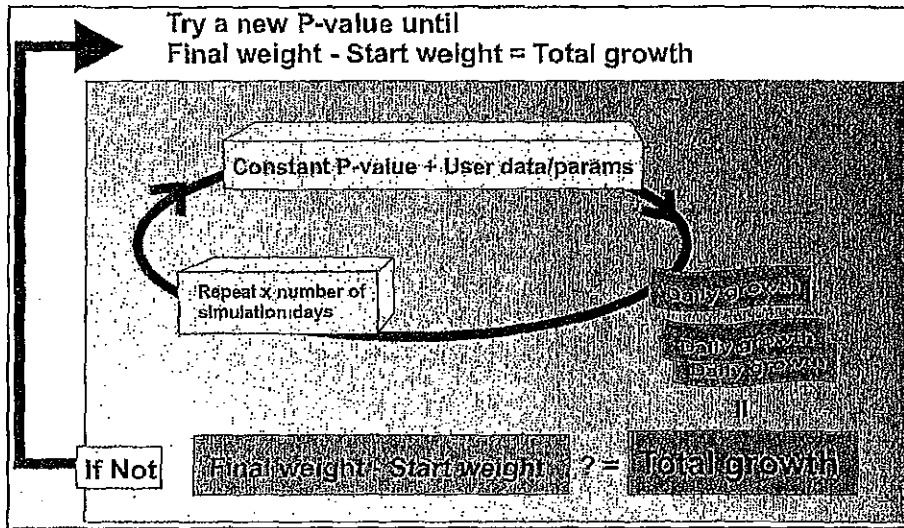 Try a new P-value until
Final weight - Start weight = Total growth
Constant P-value + User data/params
Repeat x number of
simulation days
Daily growth
Daily growth
Daily growth
=
If Not
Final weight - Start weight ? = Total growth